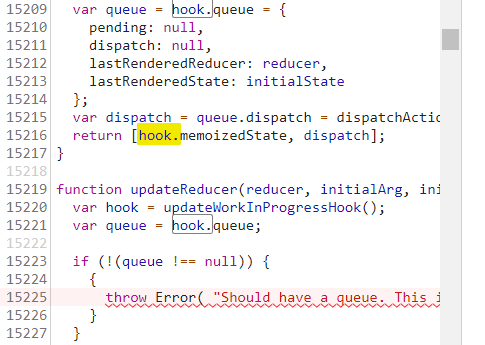 15209 var queue = hook.queue = {
15210 pending: null,
15211 dispatch: null,
15212 lastRenderedReducer: reducer,
15213 lastRenderedState: initialState
15214 };
15215 var dispatch = queue.dispatch = dispatchActio
15216 return [hook.memoizedState, dispatch];
15217 }
15218
15219 function updateReducer(reducer, initialArg, ini
15220 var hook = updateWorkInProgressHook();
15221 var queue = hook.queue;
15222
15223 if (!(queue !== null)) {
15224 {
15225 throw Error( "Should have a queue. This i
15226 }
15227 }